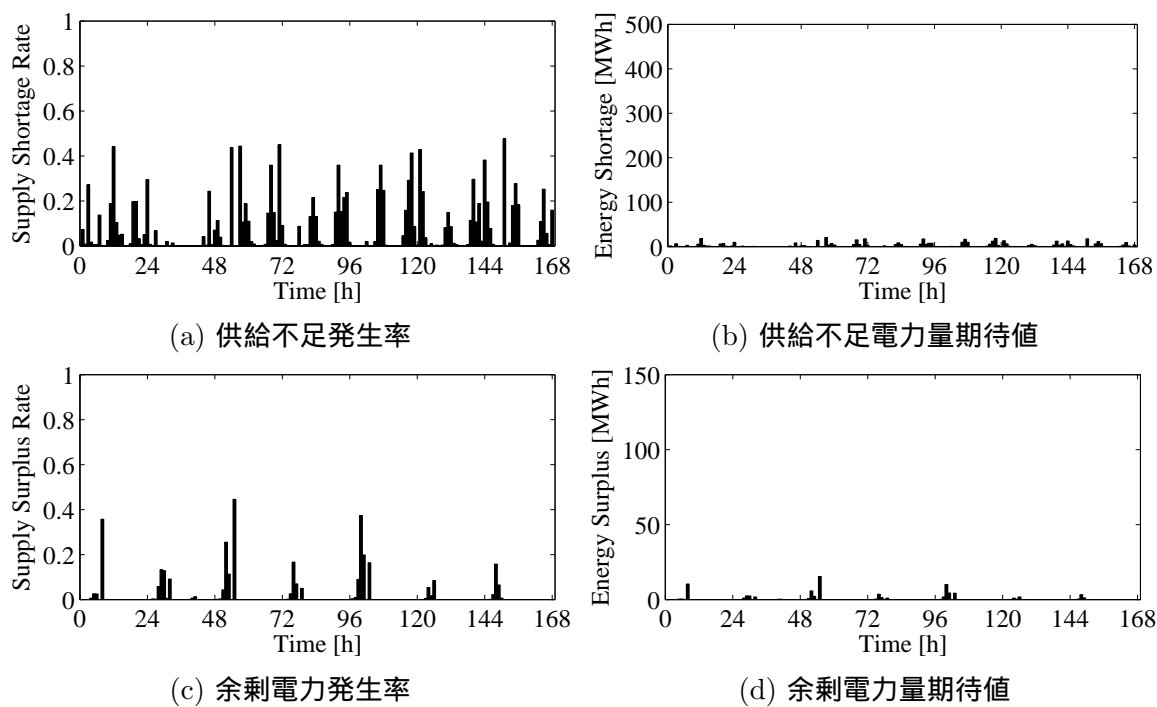 Supply Shortage Rate
1
0.8
0.6
0.4
0.2
0
0 24 48 72 96 120 144 168
Time [h]
(a) 供給不足発生率
Energy Shortage [MWh]
500
400
300
200
100
0
0 24 48 72 96 120 144 168
Time [h]
(b) 供給不足電力量期待値
Supply Surplus Rate
1
0.8
0.6
0.4
0.2
0
0 24 48 72 96 120 144 168
Time [h]
(c) 余剰電力発生率
Energy Surplus [MWh]
150
100
50
0
0 24 48 72 96 120 144 168
Time [h]
(d) 余剰電力量期待値